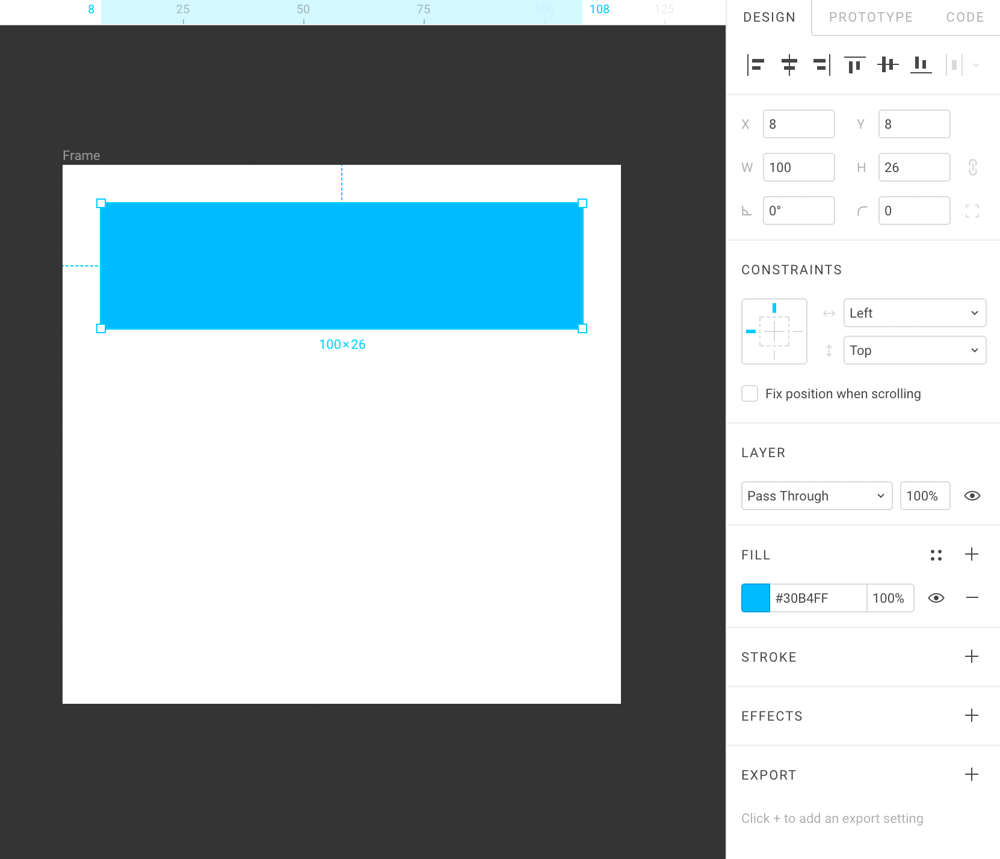 8 25 50 75 100 108 125
DESIGN PROTOTYPE CODE
Frame
100×26
X 8 Y 8
W 100 H 26
0° 0
CONSTRAINTS
Left
Top
Fix position when scrolling
LAYER
Pass Through 100%
FILL
#30B4FF 100%
STROKE
EFFECTS
EXPORT
Click + to add an export setting